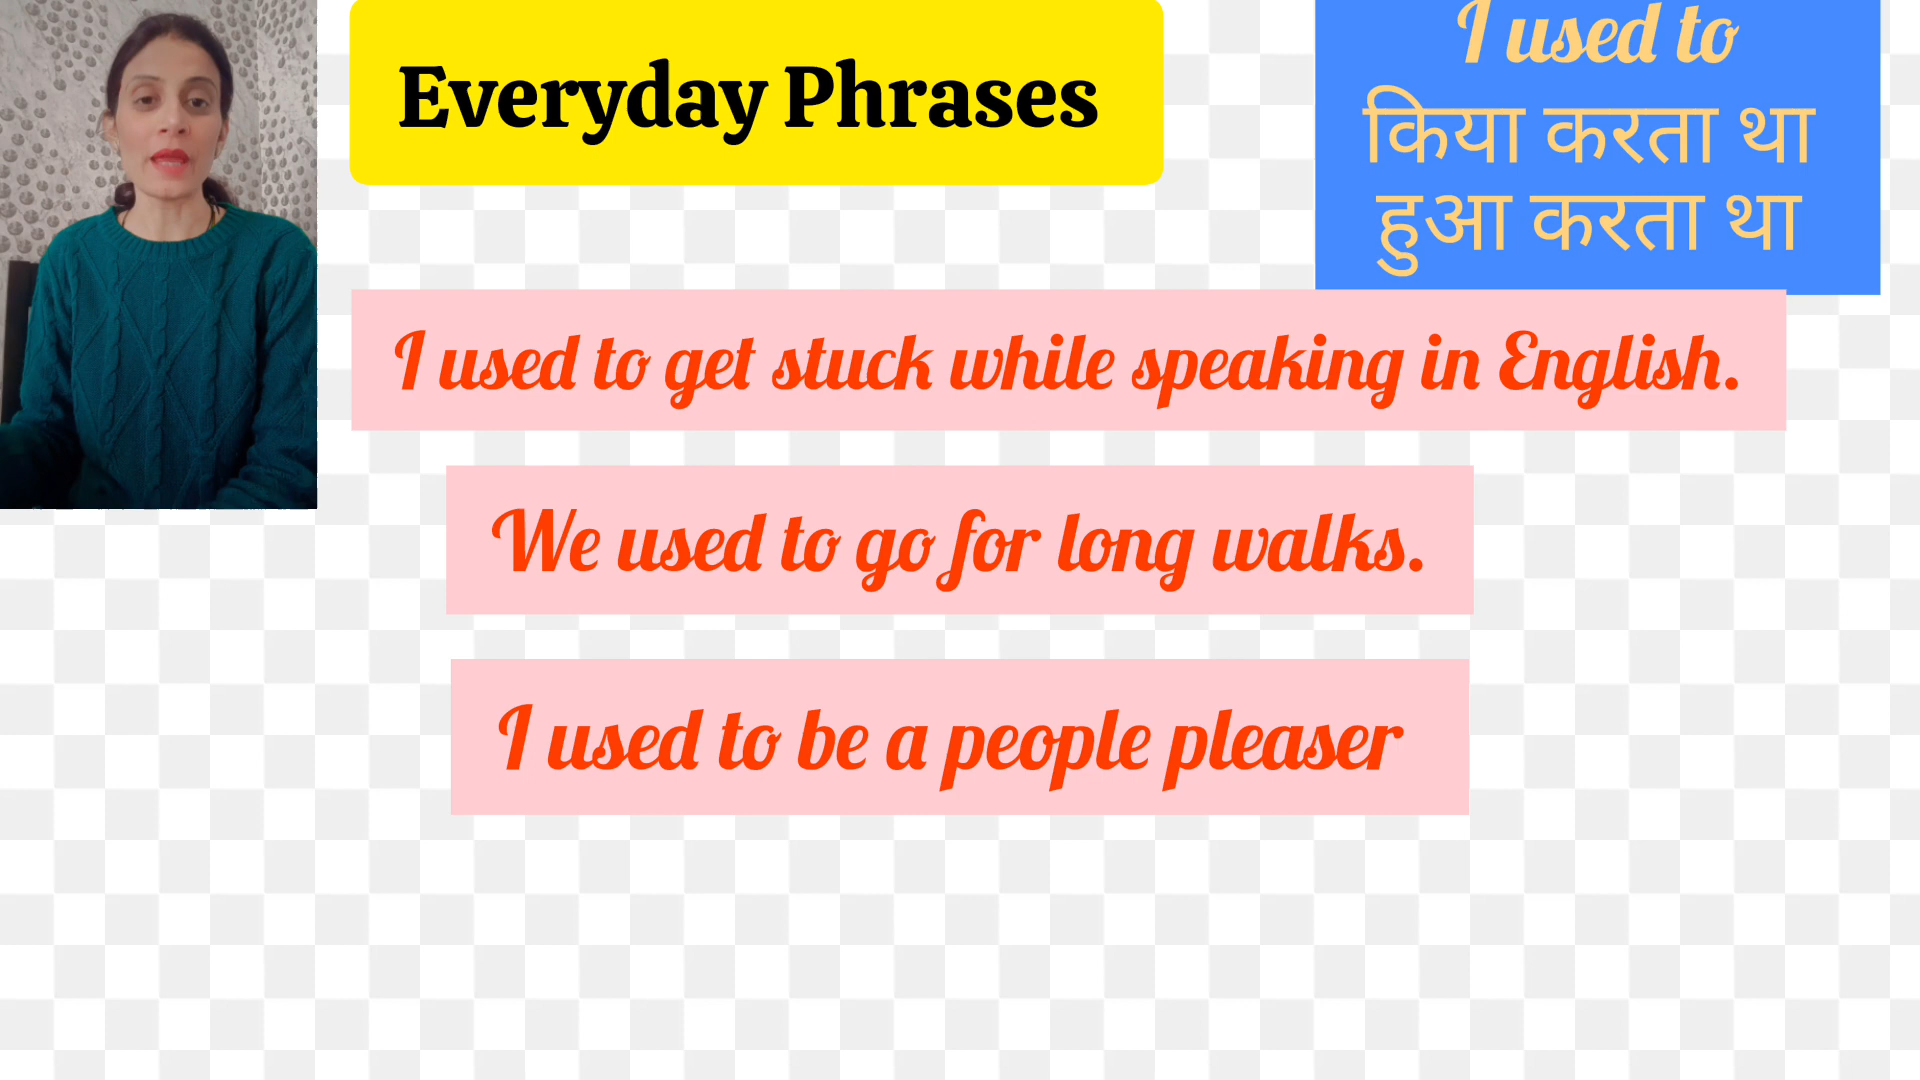 Everyday Phrases
I used to
किया करता था
हुआ करता था
I used to get stuck while speaking in English.
We used to go for long walks.
I used to be a people pleaser